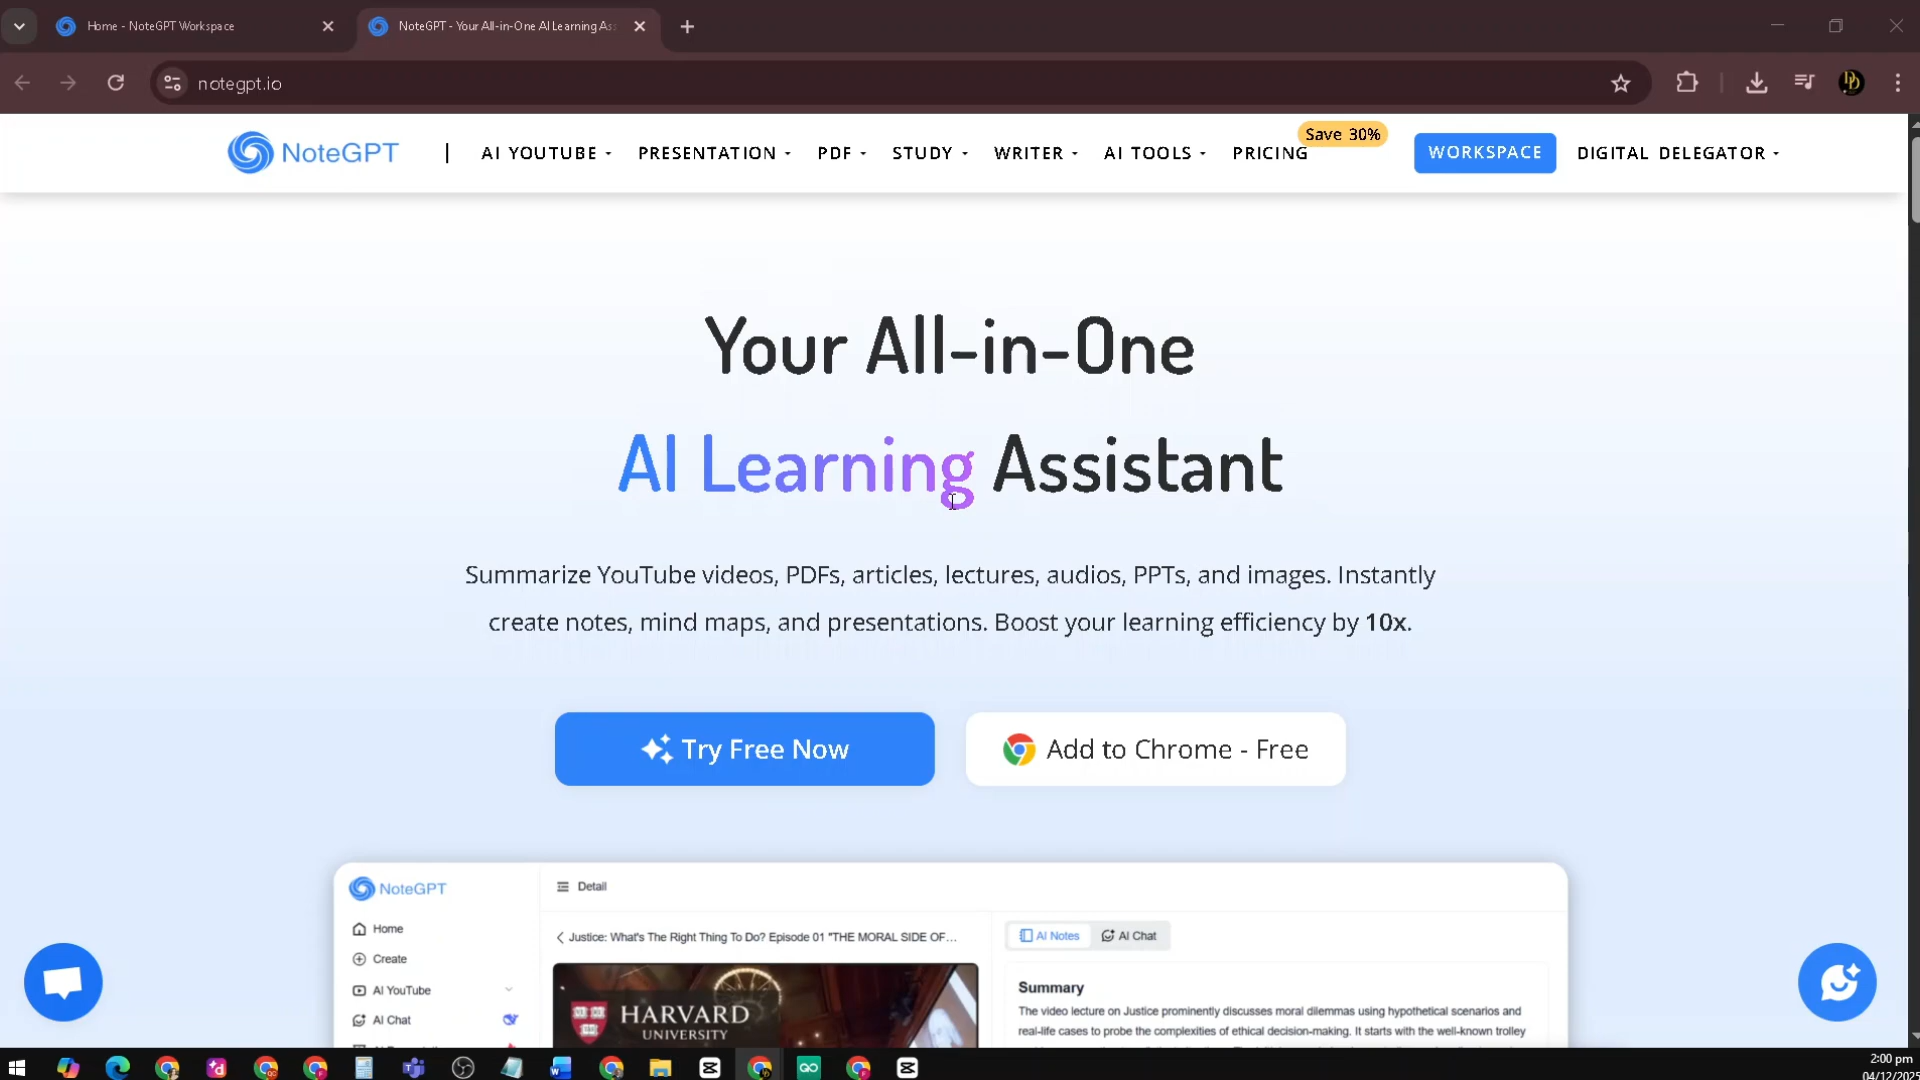 Home - NoteGPT Workspace
NoteGPT - Your All-in-One AI Learning Ass
notegpt.io
NoteGPT
AI YOUTUBE
PRESENTATION
PDF
STUDY
WRITER
AI TOOLS
PRICING
Save 30%
WORKSPACE
DIGITAL DELEGATOR
Your All-in-One
AI Learning Assistant
Summarize YouTube videos, PDFs, articles, lectures, audios, PPTs, and images. Instantly
create notes, mind maps, and presentations. Boost your learning efficiency by 10x.
Try Free Now
Add to Chrome - Free
NoteGPT
Home
Create
AI YouTube
AI Chat
Detail
Justice: What's The Right Thing To Do? Episode 01 "THE MORAL SIDE OF...
HARVARD
UNIVERSITY
AI Notes
AI Chat
Summary
The video lecture on Justice prominently discusses moral dilemmas using hypothetical scenarios and
real-life cases to probe the complexities of ethical decision-making. It starts with the well-known trolley
2:00 pm
04/12/2025